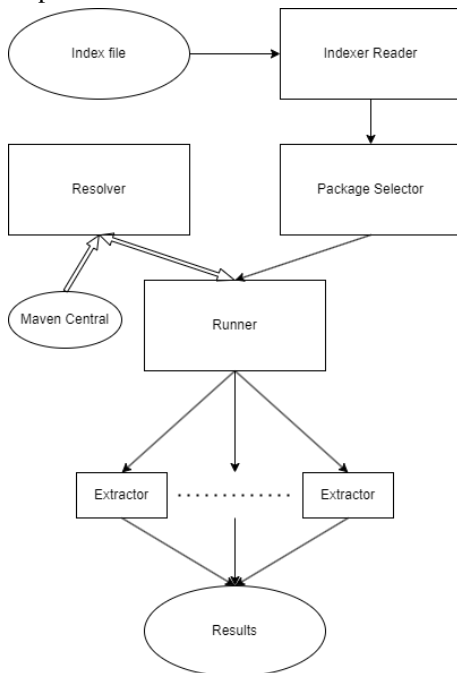 Index file
Indexer Reader
Resolver
Package Selector
Maven Central
Runner
Extractor
Extractor
Results